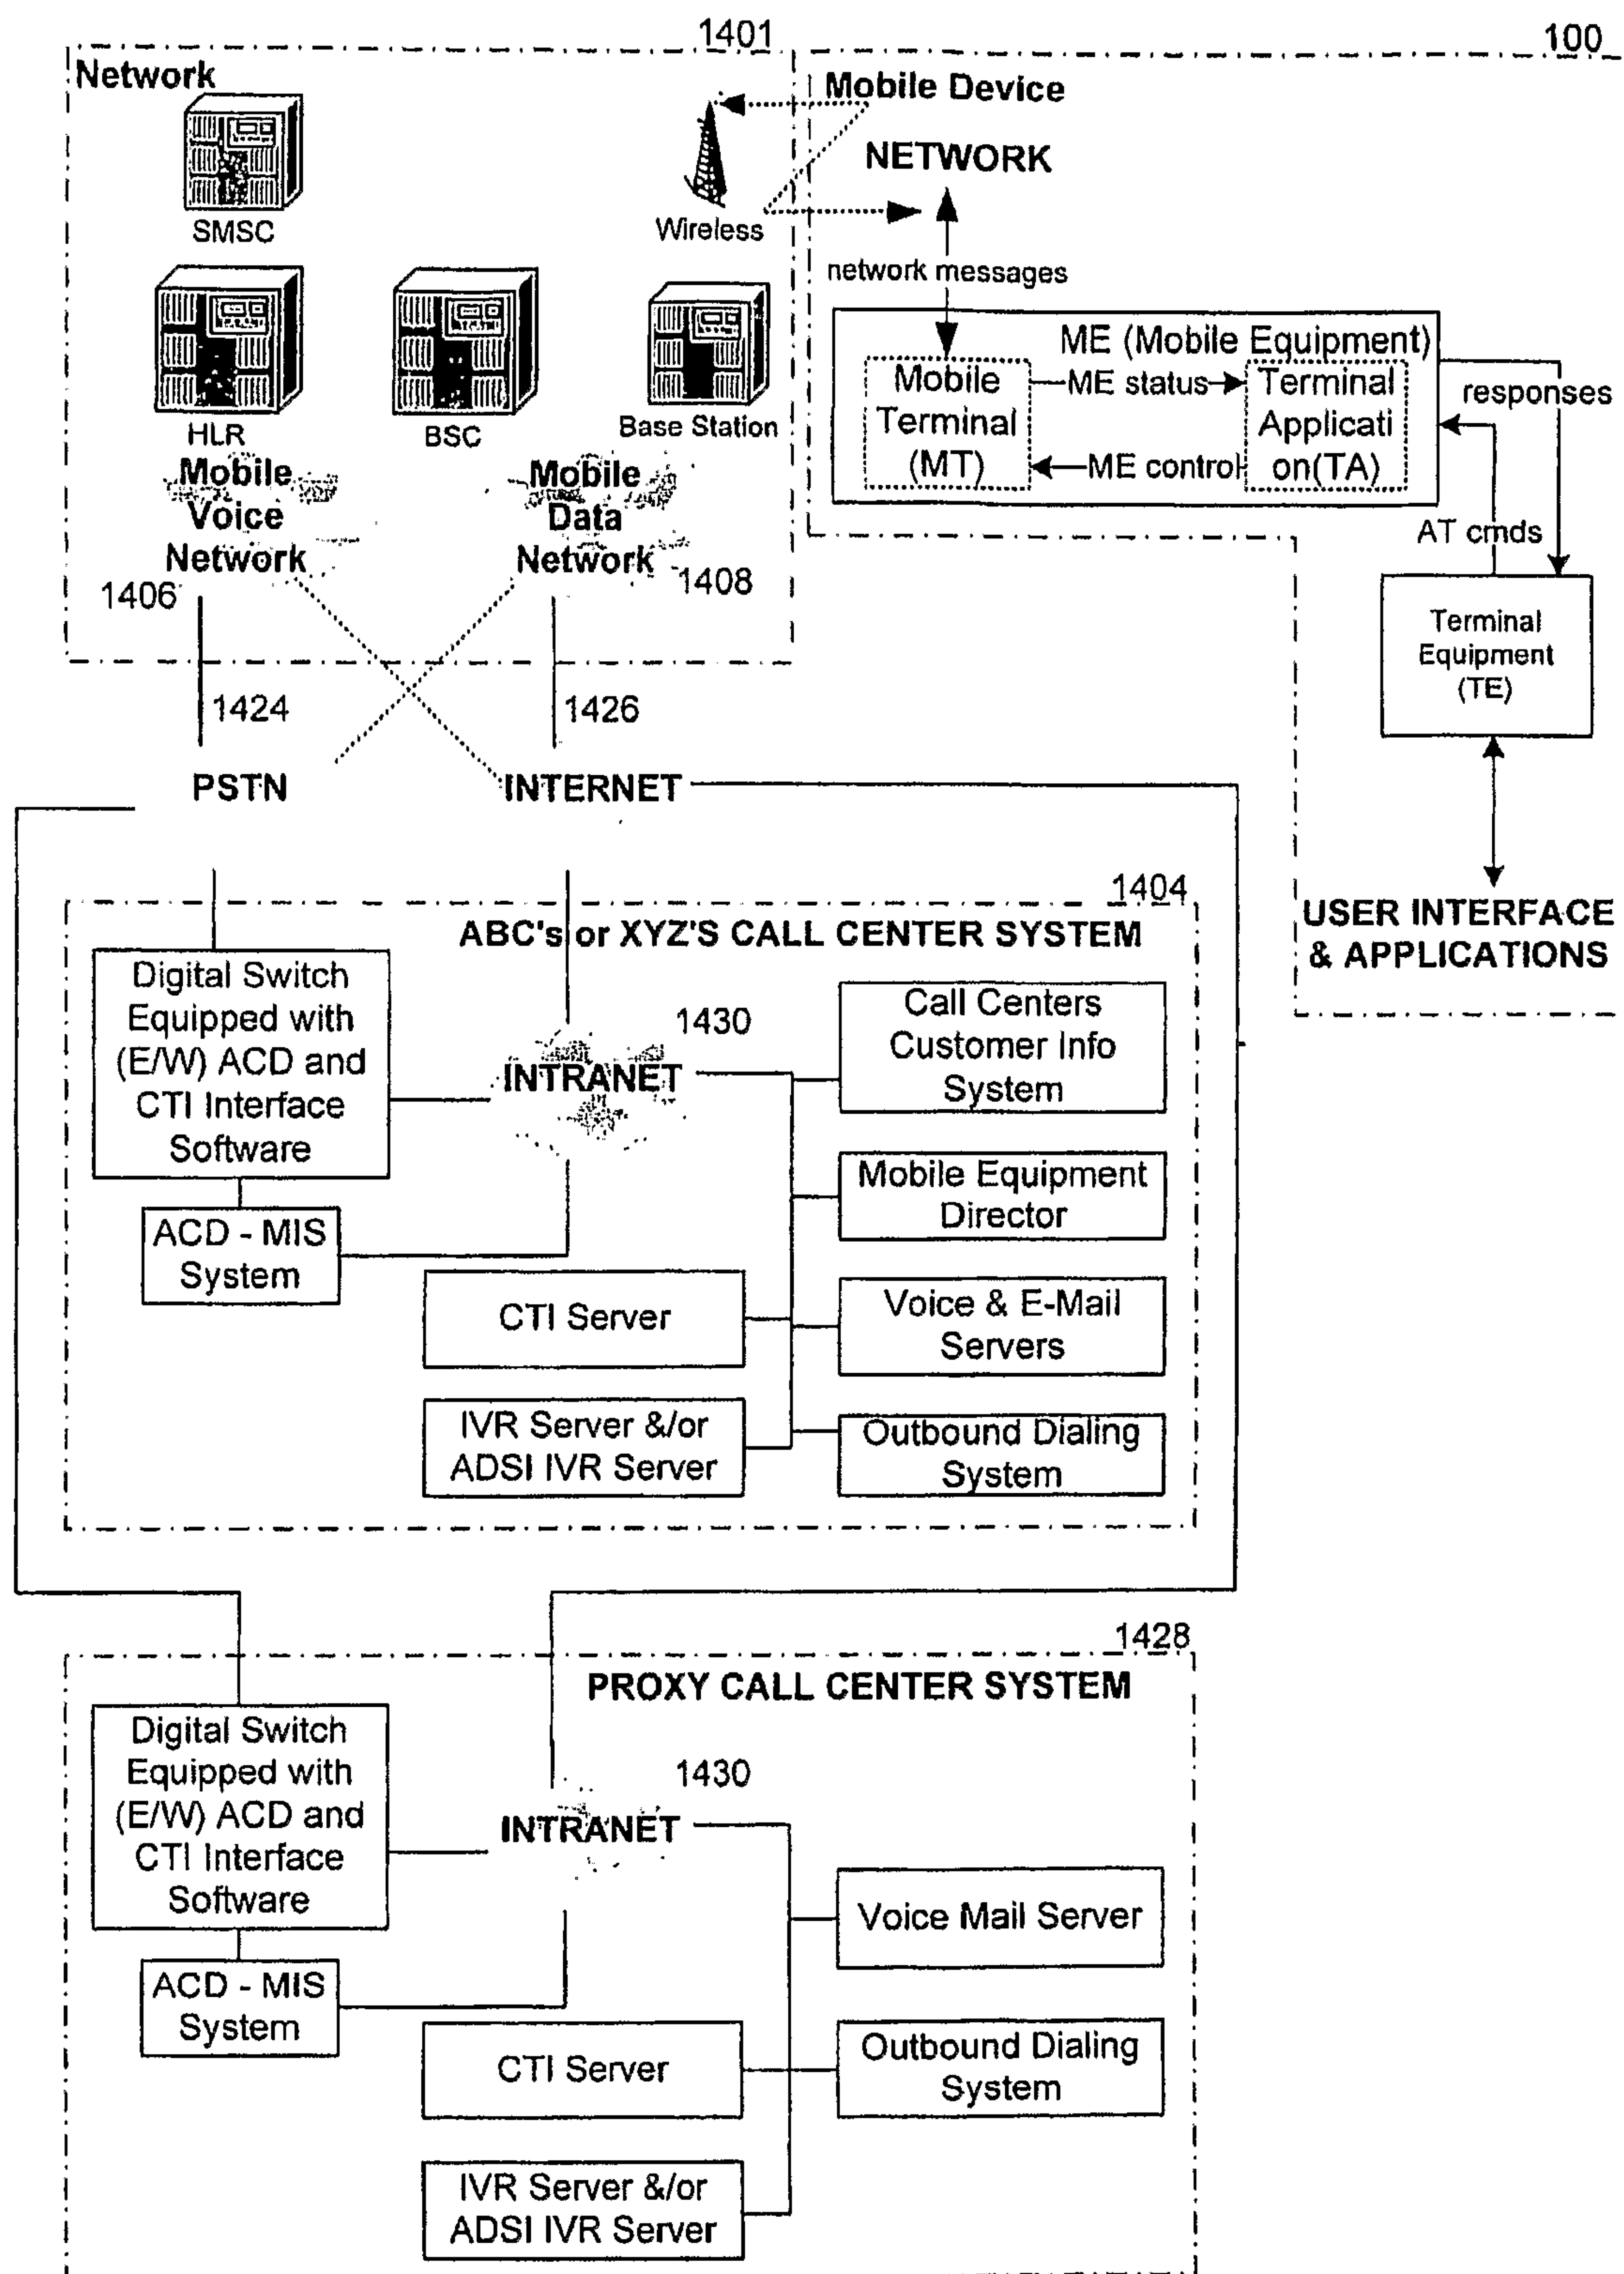 1401
100
Network
Mobile Device
NETWORK
SMSC
Wireless
network messages
HLR
BSC
Base Station
ME (Mobile Equipment)
Mobile
Terminal
(MT)
ME status
ME control
Terminal
Applicati
on(TA)
responses
AT cmds
Terminal
Equipment
(TE)
USER INTERFACE
& APPLICATIONS
Mobile
Voice
Network
1406
Mobile
Data
Network
1408
1424
1426
PSTN
INTERNET
1404
ABC's or XYZ'S CALL CENTER SYSTEM
Digital Switch
Equipped with
(E/W) ACD and
CTI Interface
Software
1430
INTRANET
Call Centers
Customer Info
System
Mobile Equipment
Director
ACD - MIS
System
CTI Server
Voice & E-Mail
Servers
IVR Server &/or
ADSI IVR Server
Outbound Dialing
System
1428
PROXY CALL CENTER SYSTEM
Digital Switch
Equipped with
(E/W) ACD and
CTI Interface
Software
1430
INTRANET
Voice Mail Server
ACD - MIS
System
CTI Server
Outbound Dialing
System
IVR Server &/or
ADSI IVR Server